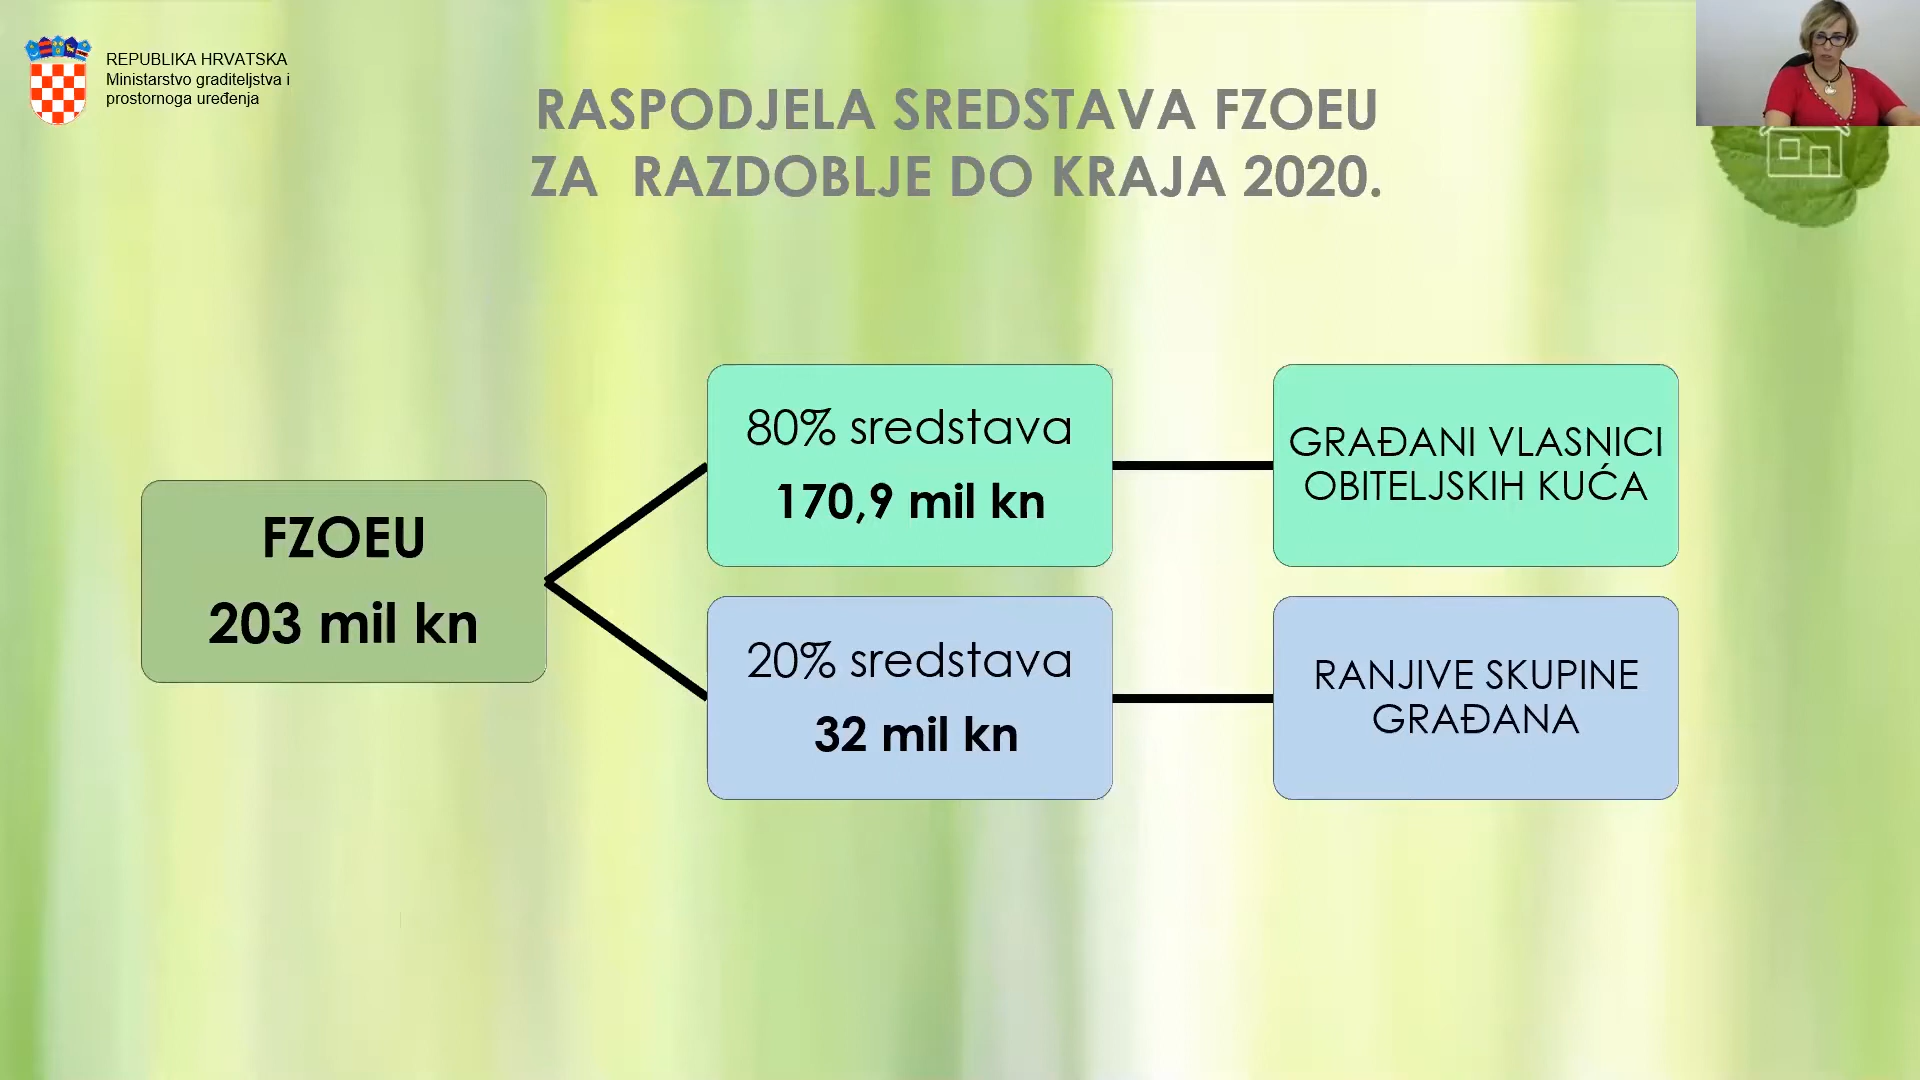 REPUBLIKA HRVATSKA
Ministarstvo graditeljstva i
prostornoga uređenja
RASPODJELA SREDSTAVA FZOEU
ZA RAZDOBLJE DO KRAJA 2020.
FZOEU
203 mil kn
80% sredstava
170,9 mil kn
GRAĐANI VLASNICI
OBITELJSKIH KUĆA
20% sredstava
32 mil kn
RANJIVE SKUPINE
GRAĐANA